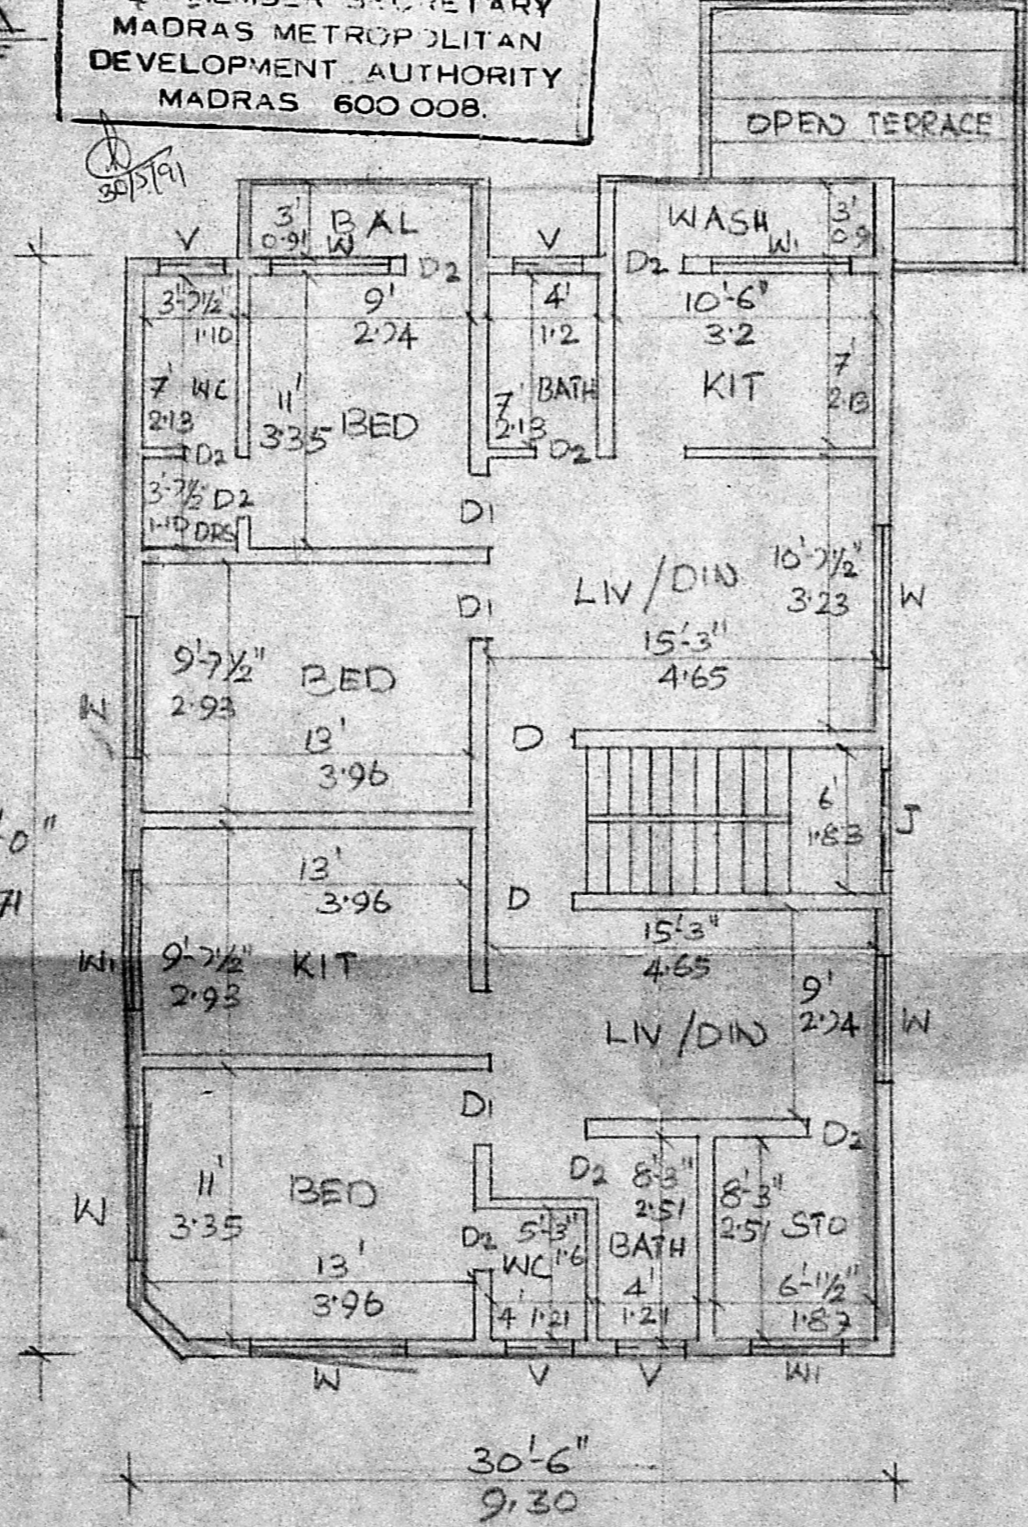 MADRAS METROPOLITAN
DEVELOPMENT AUTHORITY
MADRAS 600 008.
30/5/91
OPEN TERRACE
3'
0.91
BAL
W
V
D2
V
WASH
W1
3'
0.9
D2
3'-7½"
1.10
9'
2.74
4'
1.2
10'-6"
3.2
7'
2.13
WC
11'
3.35
BED
7'
2.13
BATH
KIT
7'
2.13
D2
D2
3'-7½"
1.10
D2
DRS
D1
LIV/DIN
10'-7½"
3.23
W
D1
15'-3"
4.65
9'-7½"
2.93
BED
W
13'
3.96
D
6'
1.83
J
13'
3.96
D
15'-3"
4.65
W1
9'-7½"
2.93
KIT
LIV/DIN
9'
2.74
W
D1
D2
11'
3.35
BED
W
D2
8'-3"
2.51
8'-3"
2.51
STO
D2
5'-3"
1.6
WC
BATH
13'
3.96
4'
1.21
4'
1.21
6'-1½"
1.87
W
V
V
W1
30'-6"
9.30